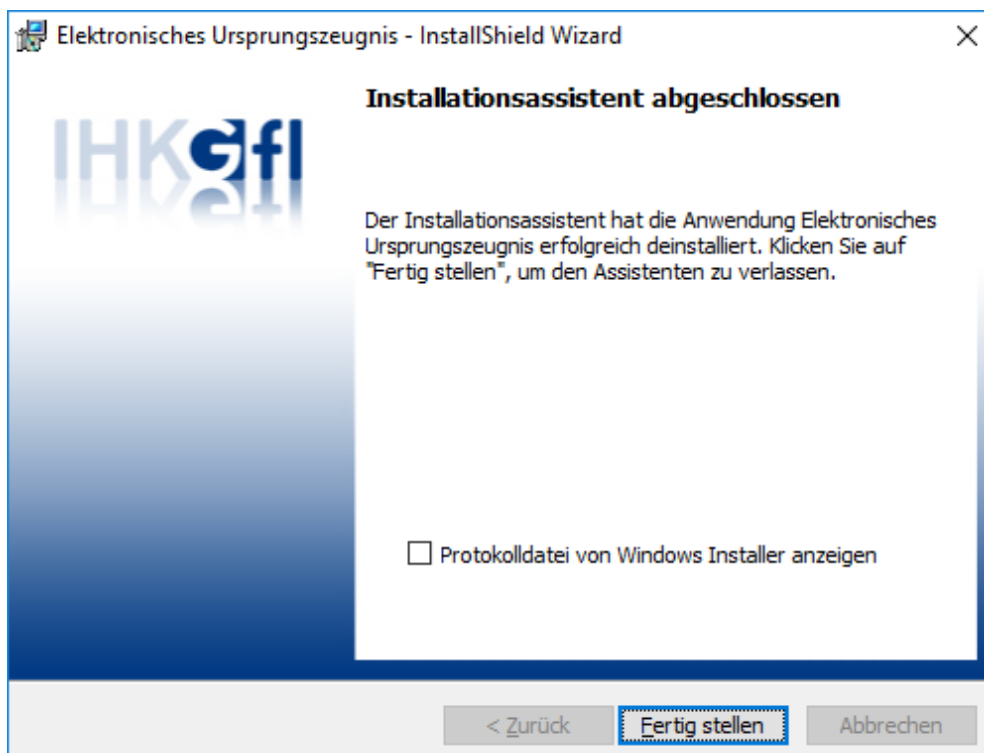 Elektronisches Ursprungszeugnis - InstallShield Wizard
Installationsassistent abgeschlossen
IHKGfI
Der Installationsassistent hat die Anwendung Elektronisches
Ursprungszeugnis erfolgreich deinstalliert. Klicken Sie auf
"Fertig stellen", um den Assistenten zu verlassen.
Protokolldatei von Windows Installer anzeigen
< Zurück
Fertig stellen
Abbrechen